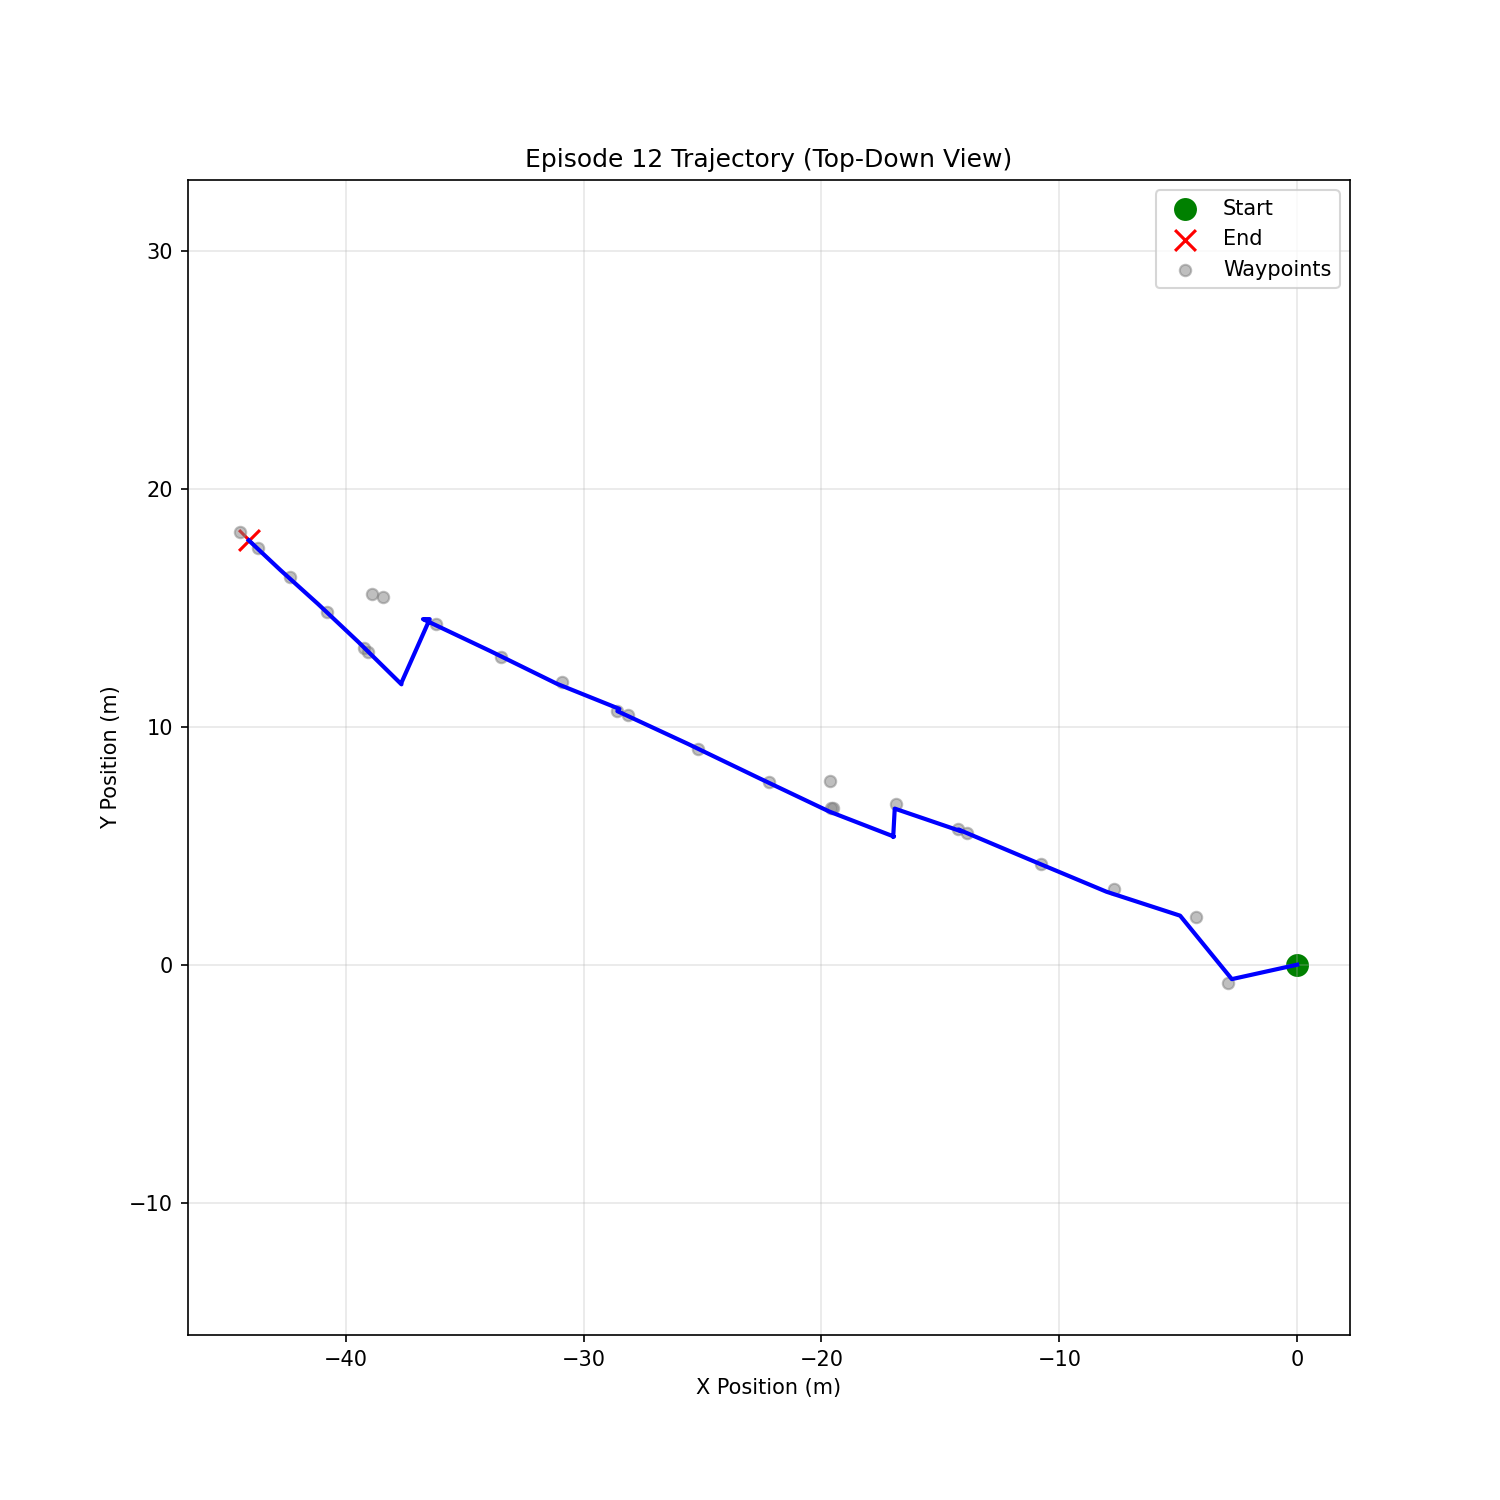 Episode 12 Trajectory (Top-Down View)
Start
End
Waypoints
30
20
10
0
−10
−40
−30
−20
−10
0
X Position (m)
Y Position (m)